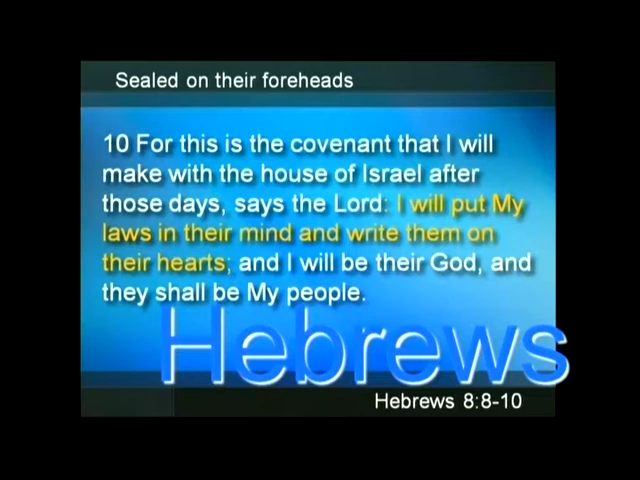 Sealed on their foreheads
10 For this is the covenant that I will
make with the house of Israel after
those days, says the Lord: I will put My
laws in their mind and write them on
their hearts; and I will be their God, and
they shall be My people.
Hebrews
Hebrews 8:8-10